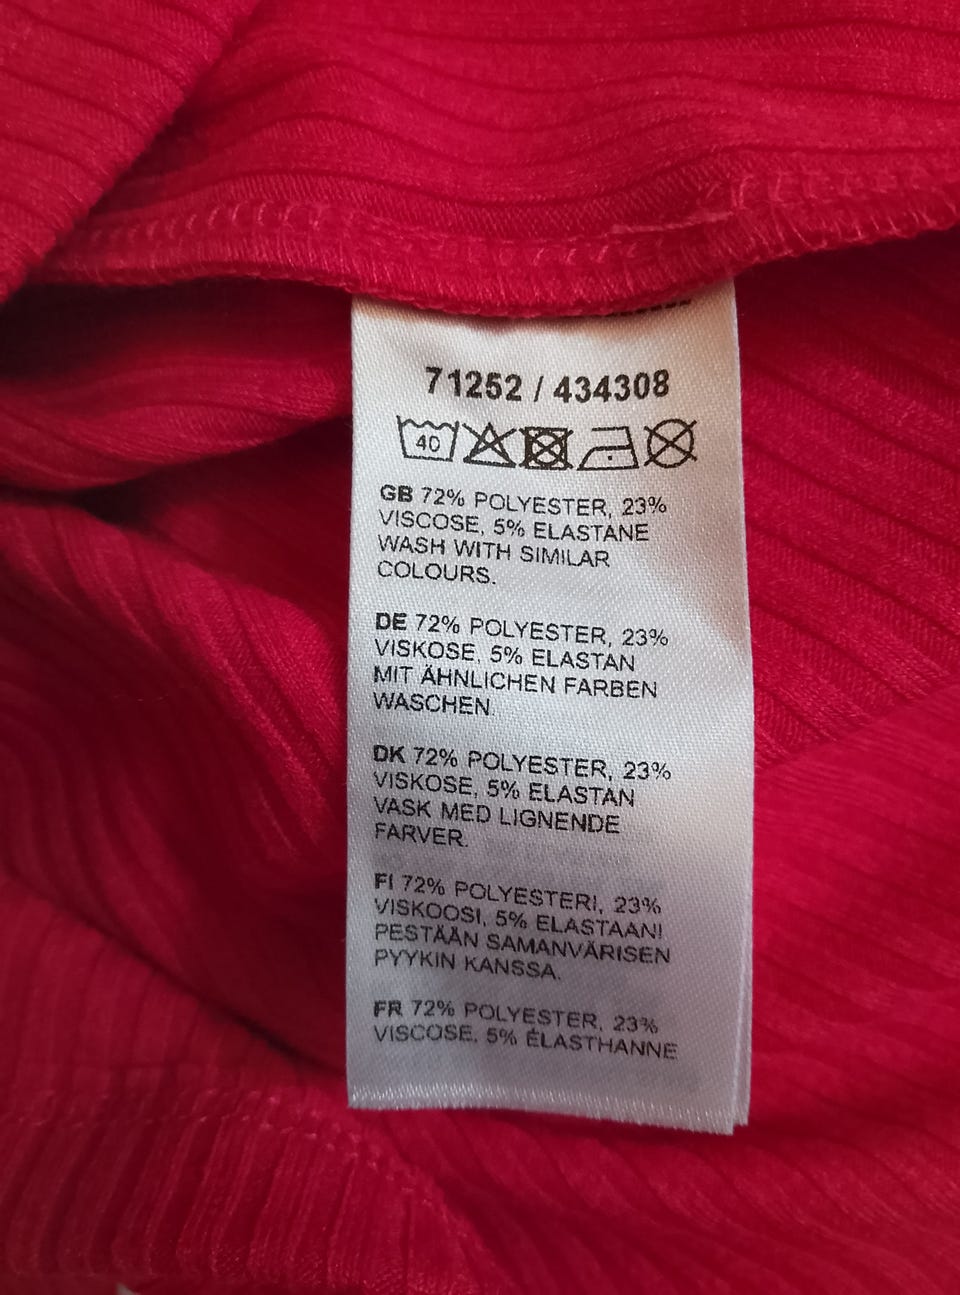 71252 / 434308
40
GB 72% POLYESTER, 23%
VISCOSE, 5% ELASTANE
WASH WITH SIMILAR
COLOURS.
DE 72% POLYESTER, 23%
VISKOSE, 5% ELASTAN
MIT ÄHNLICHEN FARBEN
WASCHEN.
DK 72% POLYESTER, 23%
VISKOSE, 5% ELASTAN
VASK MED LIGNENDE
FARVER.
FI 72% POLYESTERI, 23%
VISKOOSI, 5% ELASTAANI
PESTÄÄN SAMANVÄRISEN
PYYKIN KANSSA.
FR 72% POLYESTER, 23%
VISCOSE, 5% ÉLASTHANNE